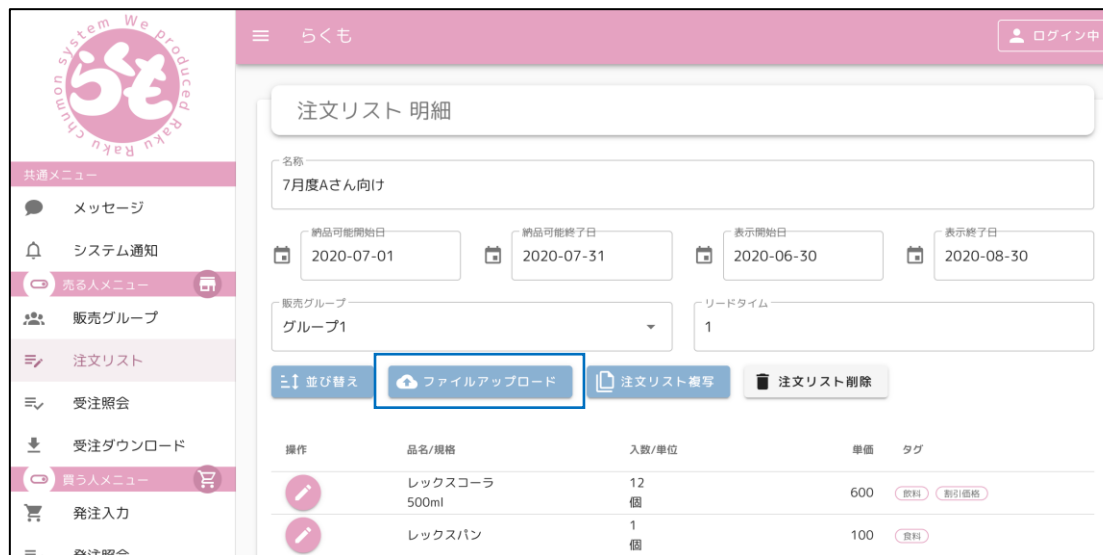 chumon system We produced Raku Raku
らくも
らくも
ログイン中
注文リスト 明細
共通メニュー
メッセージ
システム通知
売る人メニュー
販売グループ
注文リスト
受注照会
受注ダウンロード
買う人メニュー
発注入力
発注照会
名称
7月度Aさん向け
納品可能開始日
2020-07-01
納品可能終了日
2020-07-31
表示開始日
2020-06-30
表示終了日
2020-08-30
販売グループ
グループ1
リードタイム
1
並び替え
ファイルアップロード
注文リスト複写
注文リスト削除
操作 品名/規格 入数/単位 単価 タグ
レックスコーラ 12
500ml 個 600 飲料 割引価格
レックスパン 1
個 100 食料